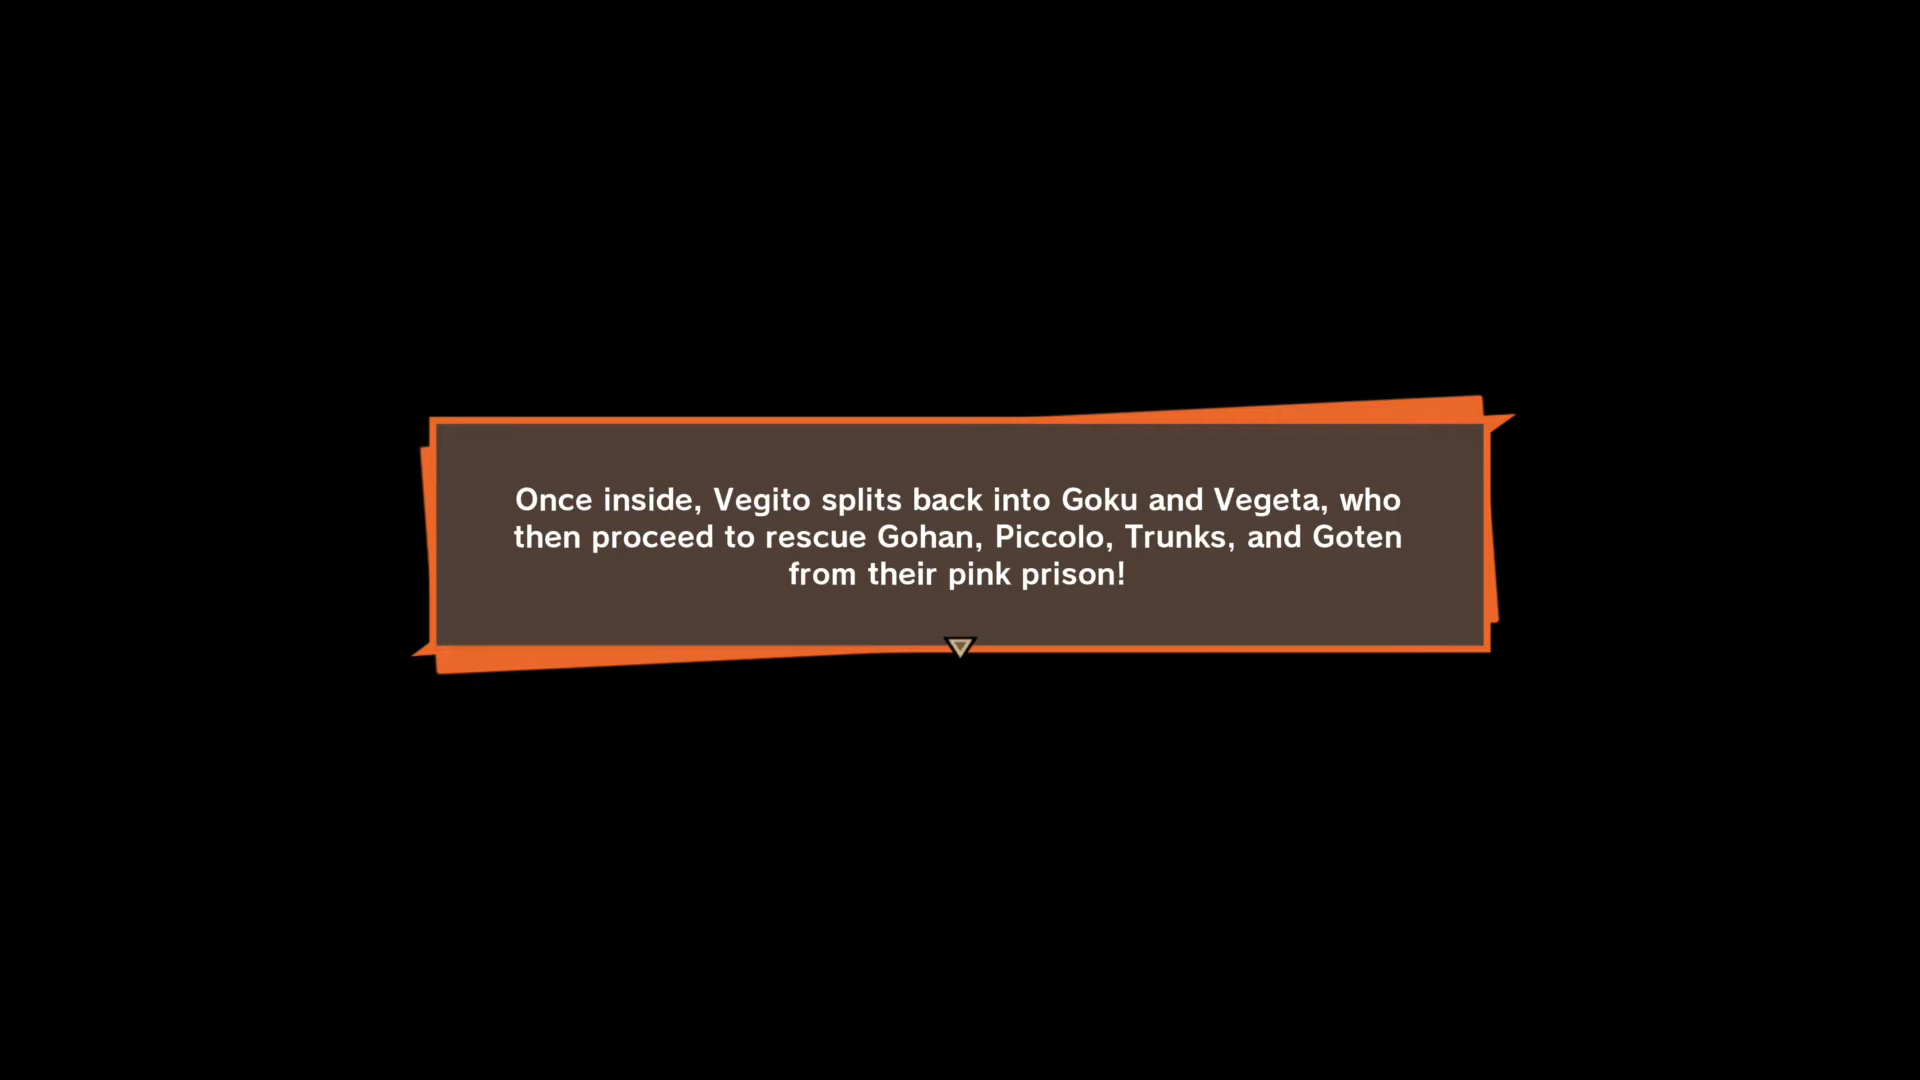 Once inside, Vegito splits back into Goku and Vegeta, who
then proceed to rescue Gohan, Piccolo, Trunks, and Goten
from their pink prison!